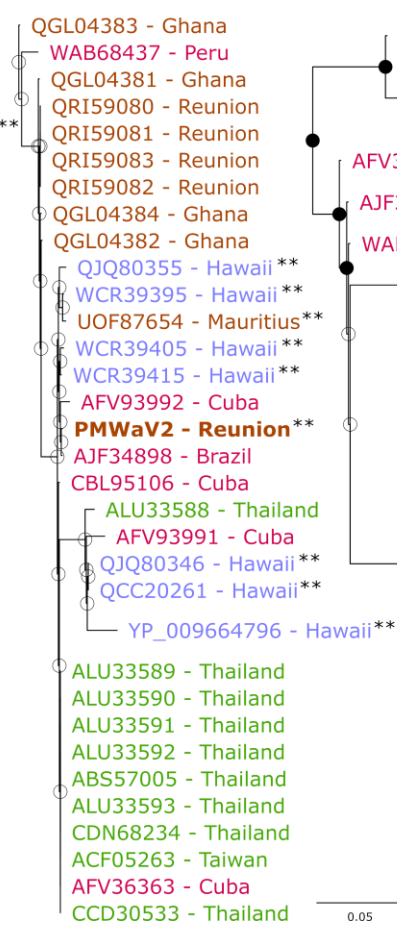 QGL04383 - Ghana
WAB68437 - Peru
QGL04381 - Ghana
QRI59080 - Reunion
**
QRI59081 - Reunion
QRI59083 - Reunion
AFV3
QRI59082 - Reunion
AJF3
QGL04384 - Ghana
QGL04382 - Ghana
WAB
QJQ80355 - Hawaii**
WCR39395 - Hawaii**
UOF87654 - Mauritius**
WCR39405 - Hawaii**
WCR39415 - Hawaii**
AFV93992 - Cuba
PMWaV2 - Reunion**
AJF34898 - Brazil
CBL95106 - Cuba
ALU33588 - Thailand
AFV93991 - Cuba
QJQ80346 - Hawaii**
QCC20261 - Hawaii**
YP_009664796 - Hawaii**
ALU33589 - Thailand
ALU33590 - Thailand
ALU33591 - Thailand
ALU33592 - Thailand
ABS57005 - Thailand
ALU33593 - Thailand
CDN68234 - Thailand
ACF05263 - Taiwan
AFV36363 - Cuba
CCD30533 - Thailand
0.05